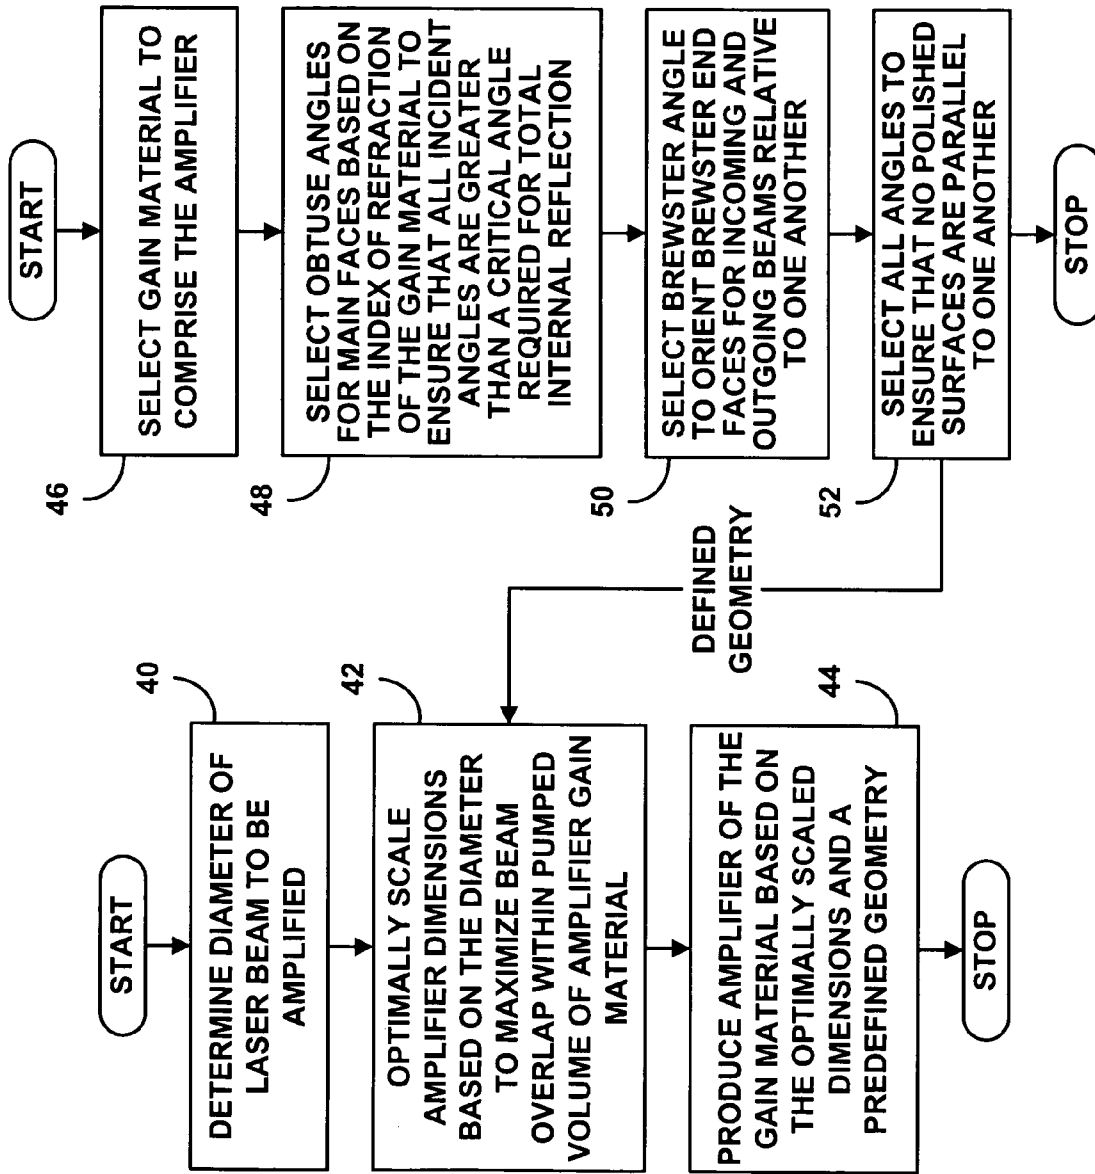 START
DETERMINE DIAMETER OF
LASER BEAM TO BE
AMPLIFIED
40
OPTIMALLY SCALE
AMPLIFIER DIMENSIONS
BASED ON THE DIAMETER
TO MAXIMIZE BEAM
OVERLAP WITHIN PUMPED
VOLUME OF AMPLIFIER GAIN
MATERIAL
42
PRODUCE AMPLIFIER OF THE
GAIN MATERIAL BASED ON
THE OPTIMALLY SCALED
DIMENSIONS AND A
PREDEFINED GEOMETRY
44
STOP
DEFINED
GEOMETRY
START
46
SELECT GAIN MATERIAL TO
COMPRISE THE AMPLIFIER
48
SELECT OBTUSE ANGLES
FOR MAIN FACES BASED ON
THE INDEX OF REFRACTION
OF THE GAIN MATERIAL TO
ENSURE THAT ALL INCIDENT
ANGLES ARE GREATER
THAN A CRITICAL ANGLE
REQUIRED FOR TOTAL
INTERNAL REFLECTION
50
SELECT BREWSTER ANGLE
TO ORIENT BREWSTER END
FACES FOR INCOMING AND
OUTGOING BEAMS RELATIVE
TO ONE ANOTHER
52
SELECT ALL ANGLES TO
ENSURE THAT NO POLISHED
SURFACES ARE PARALLEL
TO ONE ANOTHER
STOP